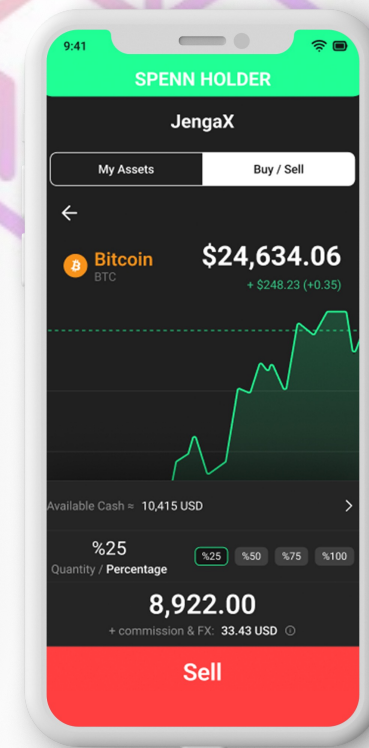 9:41
SPENN HOLDER
JengaX
My Assets
Buy / Sell
Bitcoin
$24,634.06
BTC
+ $248.23 (+0.35)
Available Cash ≈ 10,415 USD
%25
%25 %50 %75 %100
Quantity / Percentage
8,922.00
+ commission & FX: 33.43 USD
Sell